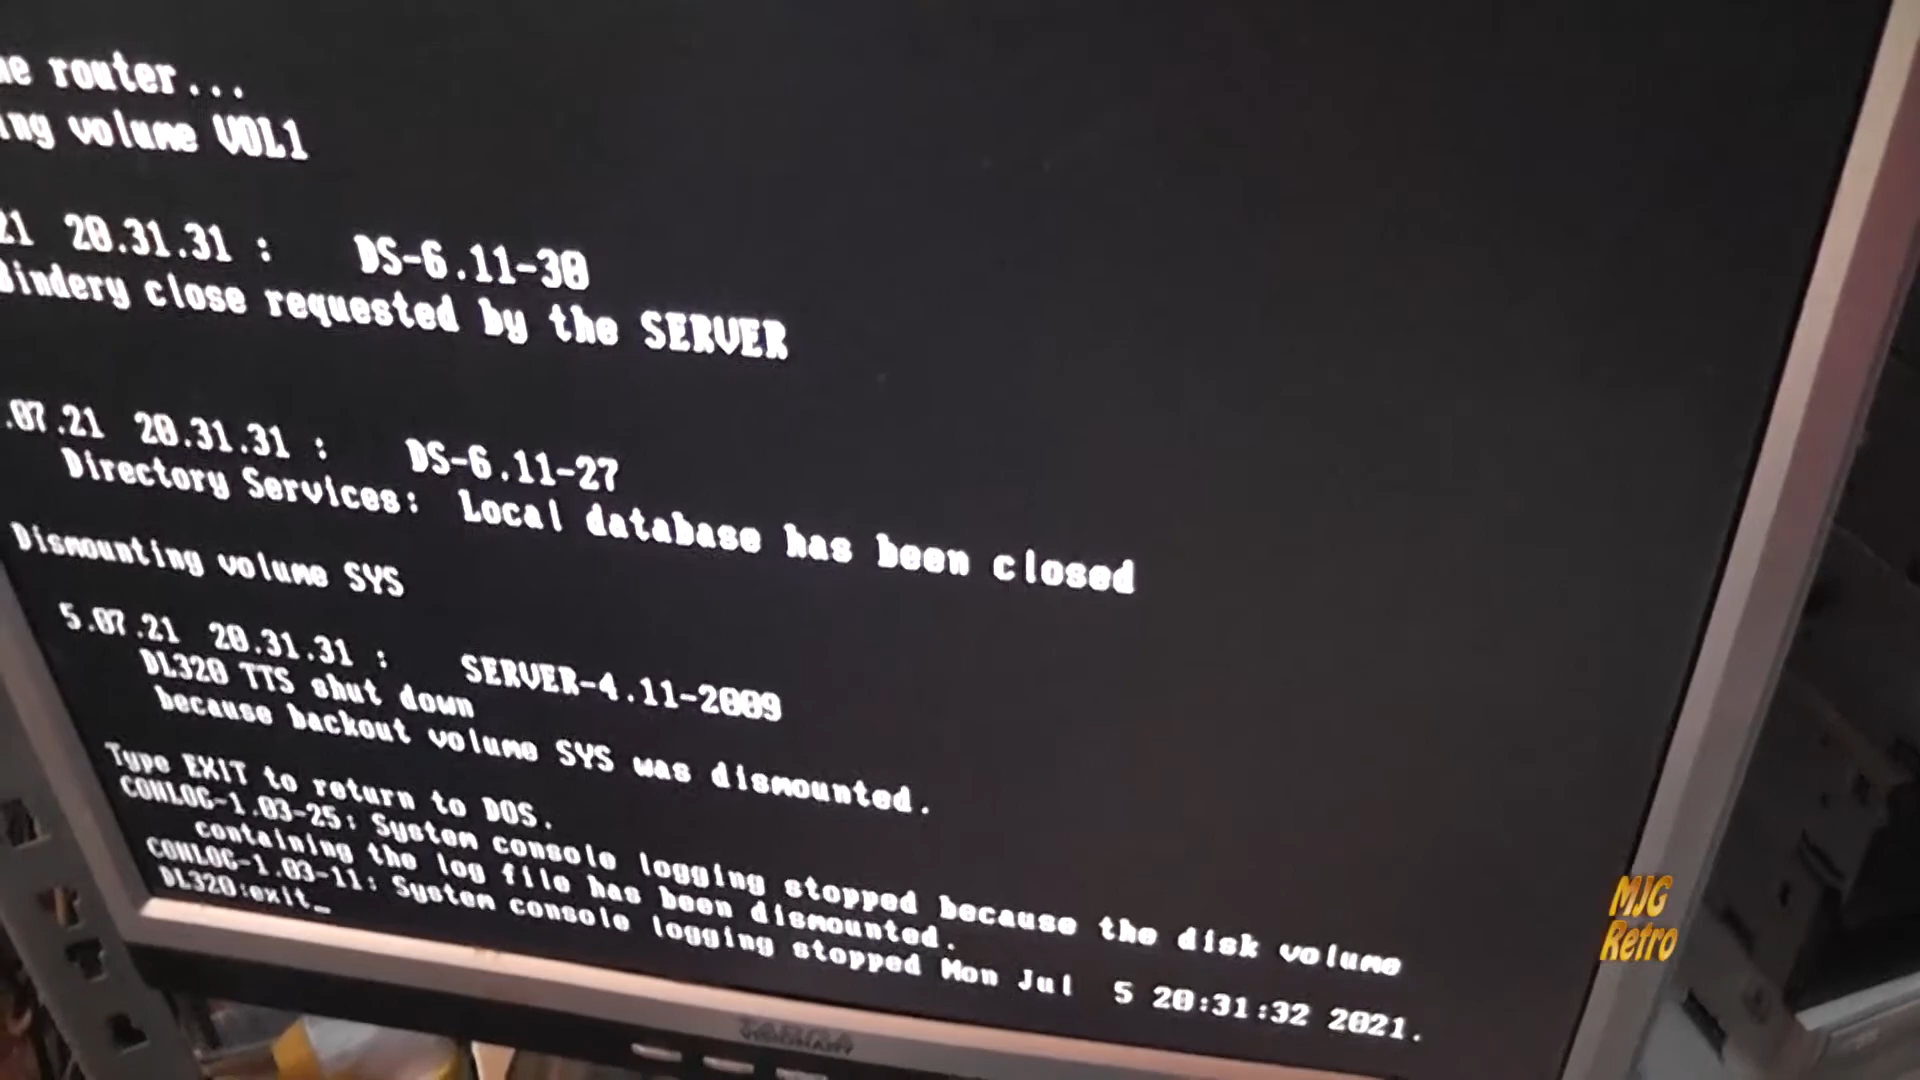 router...
volume VOL1
21 20.31.31 : DS-6.11-30
Bindery close requested by the SERVER
.07.21 20.31.31 : DS-6.11-27
Directory Services: Local database has been closed
Dismounting volume SYS
5.07.21 20.31.31 : SERVER-4.11-2009
DL320 TTS shut down
because backout volume SYS was dismounted.
Type EXIT to return to DOS.
CONLOG-1.03-25: System console logging stopped because the disk volume
containing the log file has been dismounted.
CONLOG-1.03-11: System console logging stopped Mon Jul 5 20:31:32 2021.
DL320:exit_
MJG
Retro